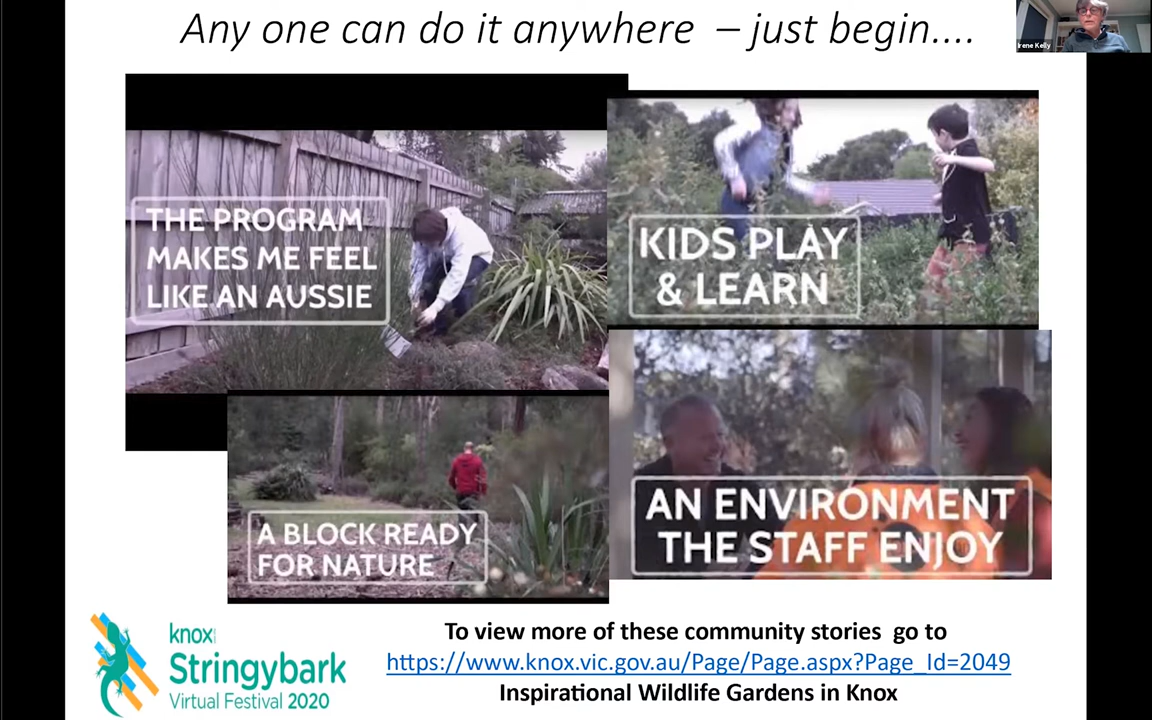 Any one can do it anywhere – just begin....
Irene Kelly
THE PROGRAM
MAKES ME FEEL
LIKE AN AUSSIE
KIDS PLAY
& LEARN
A BLOCK READY
FOR NATURE
AN ENVIRONMENT
THE STAFF ENJOY
knox
Stringybark
Virtual Festival 2020
To view more of these community stories go to
https://www.knox.vic.gov.au/Page/Page.aspx?Page_Id=2049
Inspirational Wildlife Gardens in Knox